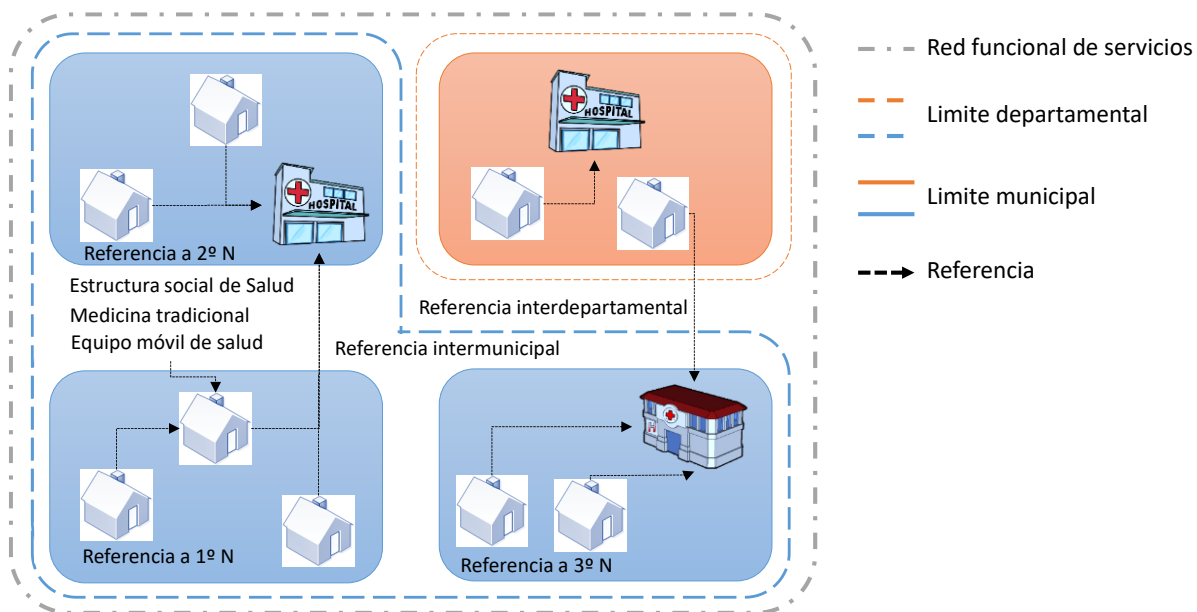 HOSPITAL
HOSPITAL
Referencia a 2º N
Estructura social de Salud
Medicina tradicional
Equipo móvil de salud
Referencia interdepartamental
Referencia intermunicipal
H
Referencia a 1º N
Referencia a 3º N
Red funcional de servicios
Limite departamental
Limite municipal
Referencia